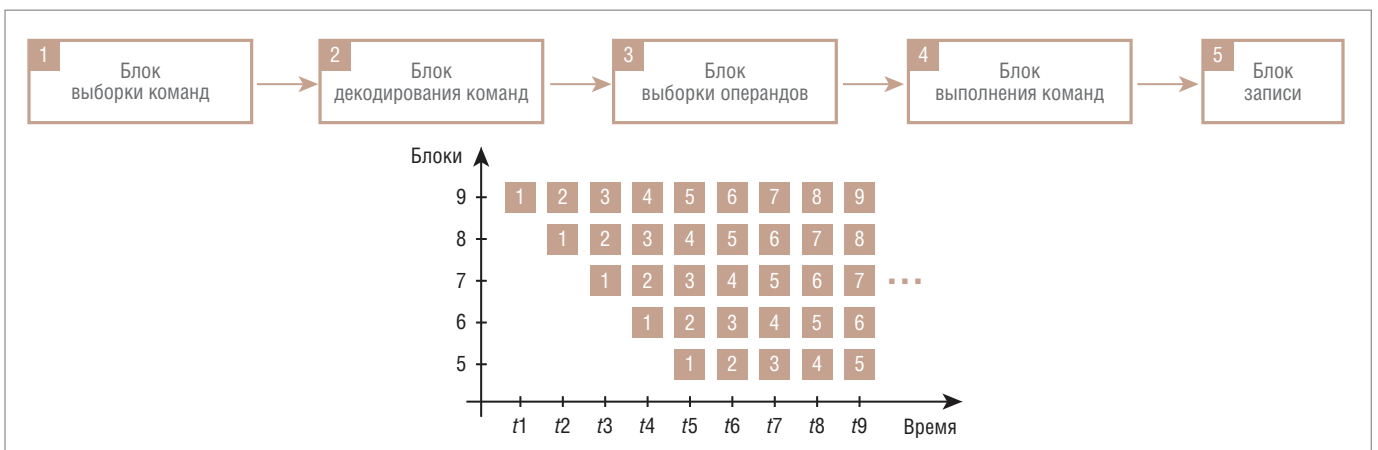 1
Блок
выборки команд
2
Блок
декодирования команд
3
Блок
выборки операндов
4
Блок
выполнения команд
5
Блок
записи
Блоки
9 1 2 3 4 5 6 7 8 9
8 1 2 3 4 5 6 7 8
7 1 2 3 4 5 6 7 ...
6 1 2 3 4 5 6
5 1 2 3 4 5
t1 t2 t3 t4 t5 t6 t7 t8 t9 Время